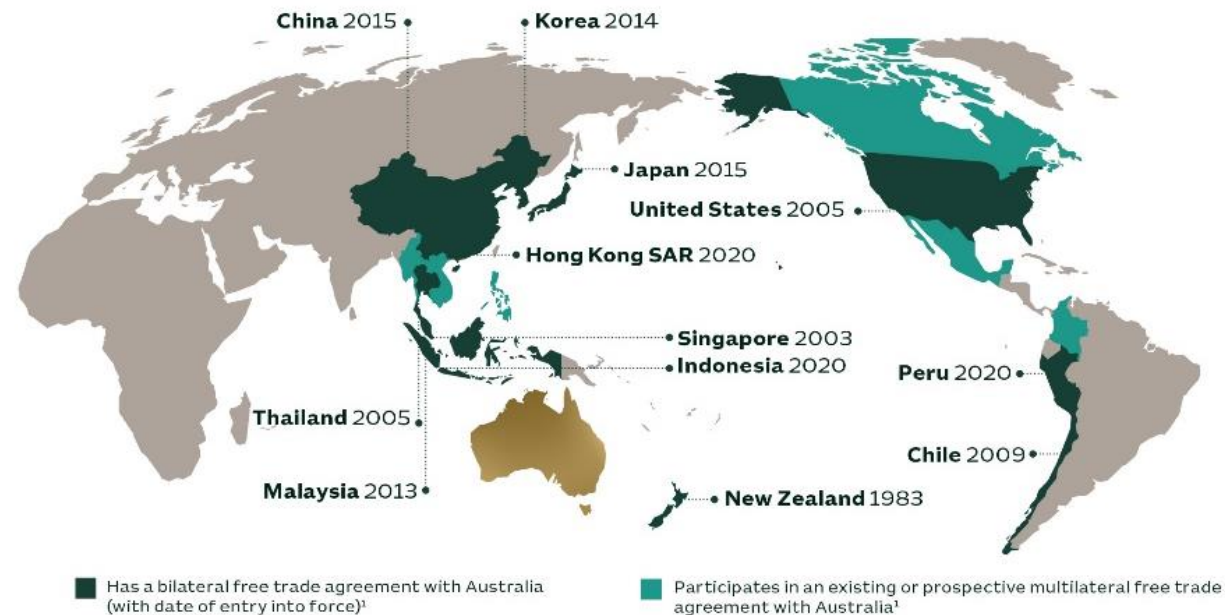 China 2015
Korea 2014
Japan 2015
United States 2005
Hong Kong SAR 2020
Singapore 2003
Indonesia 2020
Peru 2020
Thailand 2005
Chile 2009
Malaysia 2013
New Zealand 1983
Has a bilateral free trade agreement with Australia
(with date of entry into force)¹
Participates in an existing or prospective multilateral free trade
agreement with Australia¹